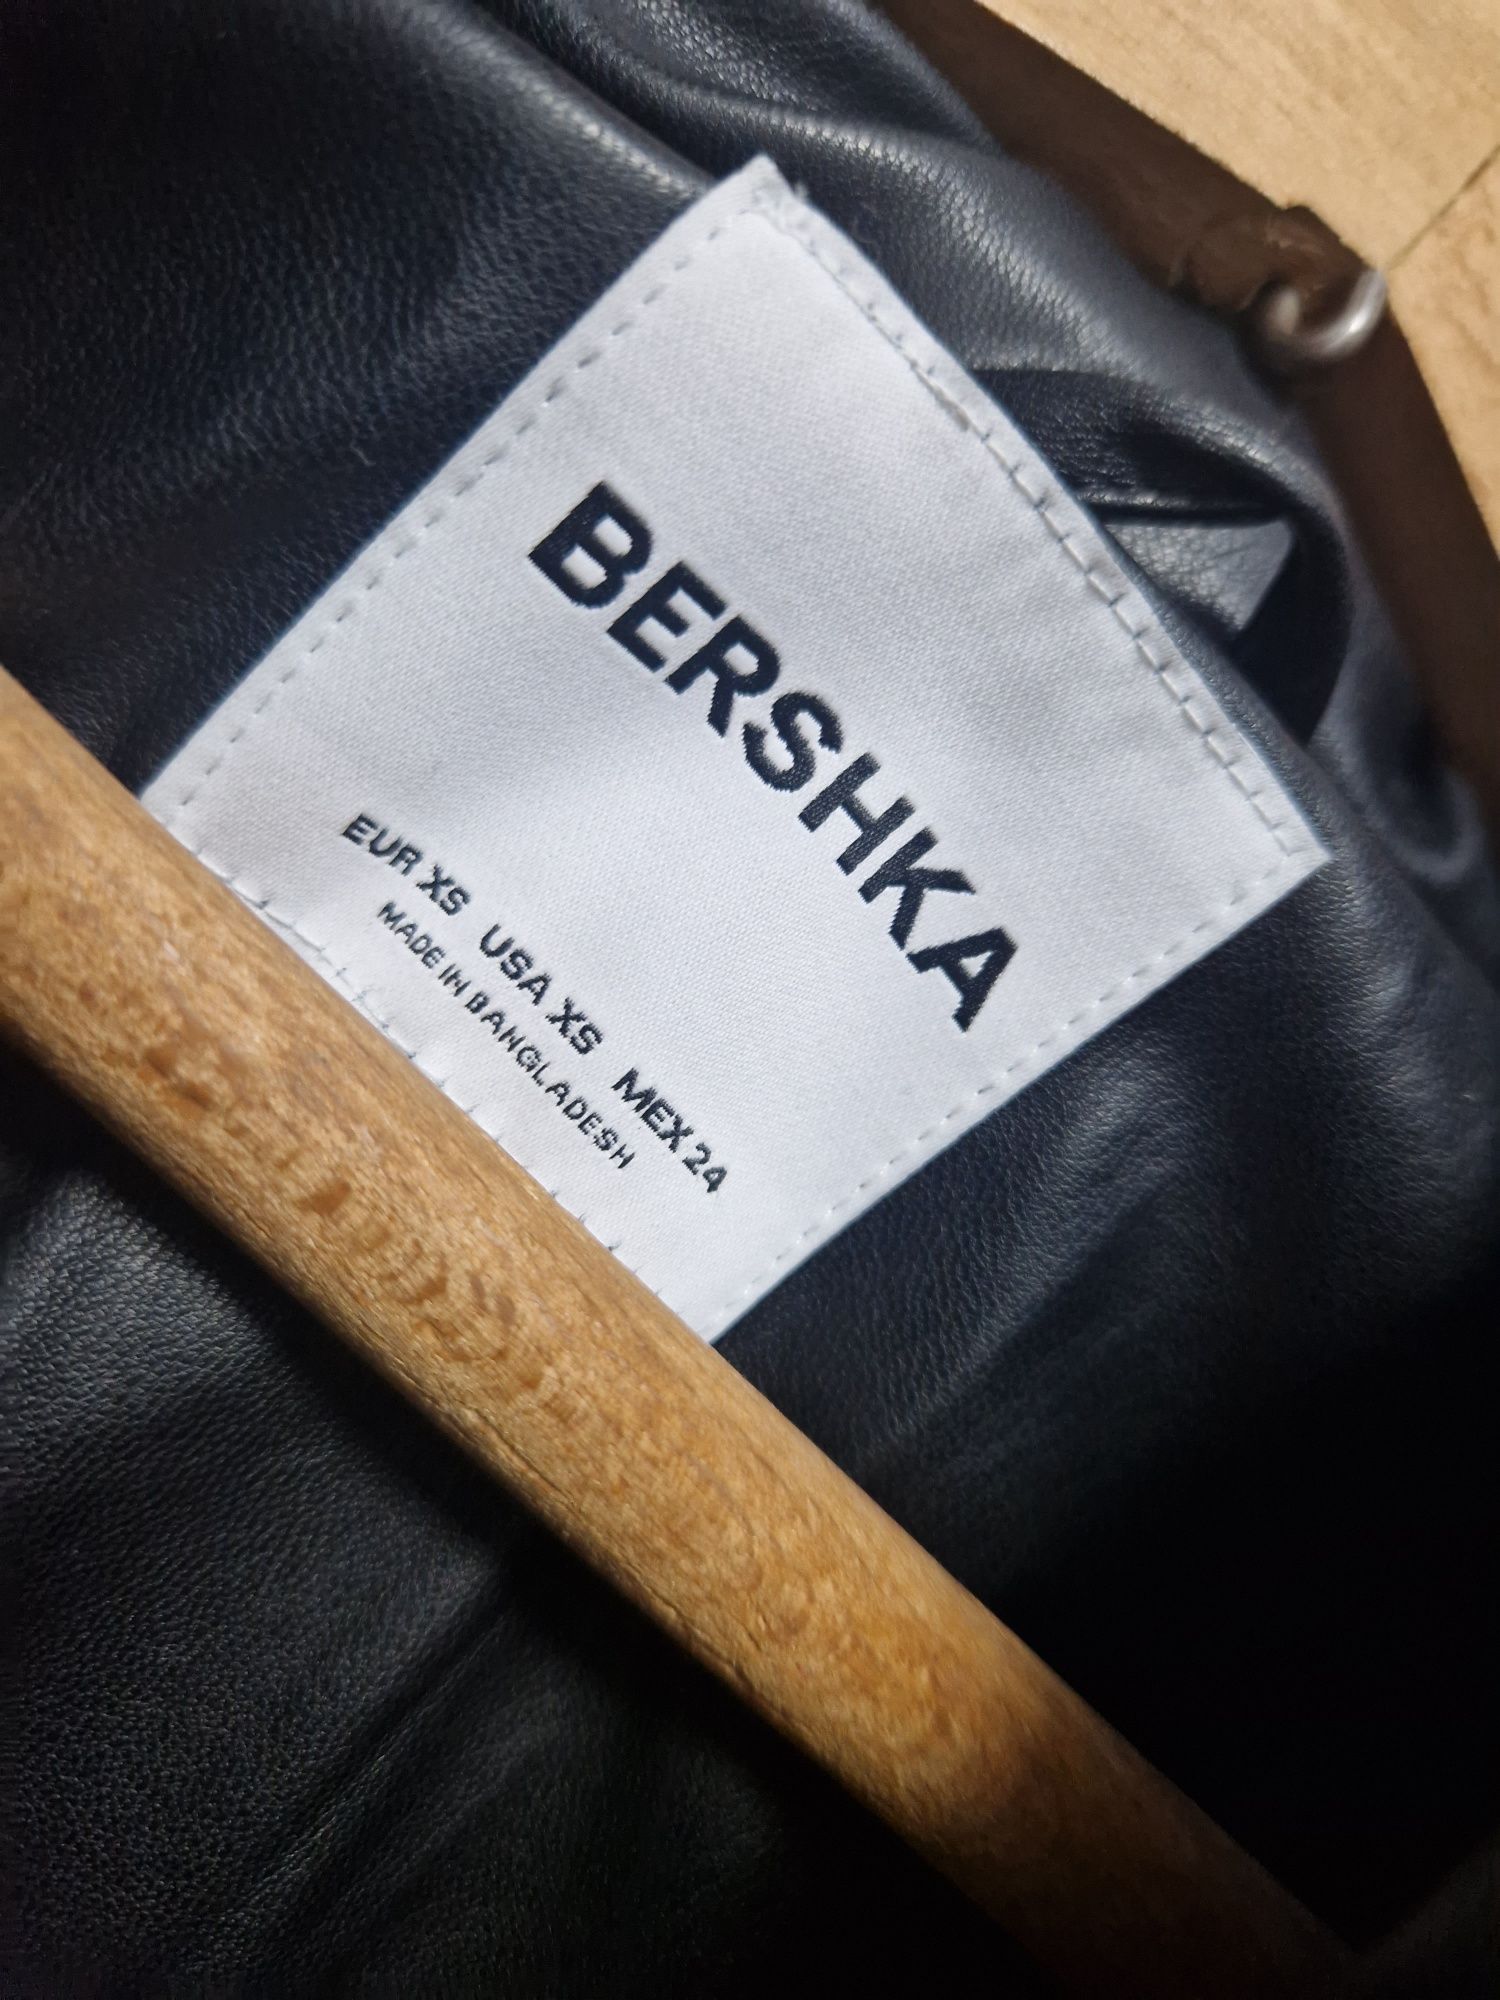 BERSHKA
EUR XS USA XS MEX 24
MADE IN BANGLADESH